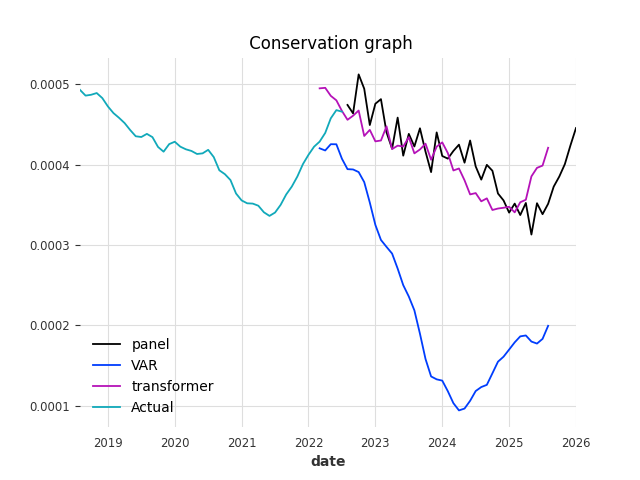 Conservation graph
0.0005
0.0004
0.0003
0.0002
0.0001
panel
VAR
transformer
Actual
2019 2020 2021 2022 2023 2024 2025 2026
date